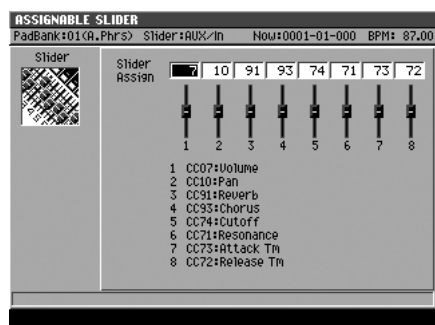 ASSIGNABLE SLIDER
PadBank:01(A.Phrs) Slider:AUX/In Now:0001-01-000 BPM: 87.00
Slider
Slider Assign 7 10 91 93 74 71 73 72
1 2 3 4 5 6 7 8
1 CC07:Volume
2 CC10:Pan
3 CC91:Reverb
4 CC93:Chorus
5 CC74:Cutoff
6 CC71:Resonance
7 CC73:Attack Tm
8 CC72:Release Tm